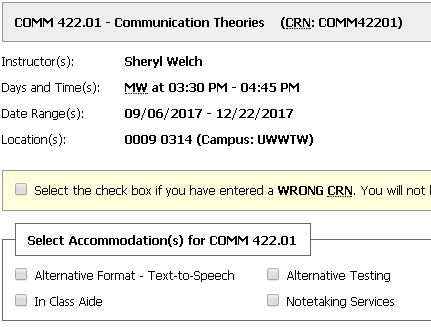 COMM 422.01 - Communication Theories (CRN: COMM42201)
Instructor(s): Sheryl Welch
Days and Time(s): MW at 03:30 PM - 04:45 PM
Date Range(s): 09/06/2017 - 12/22/2017
Location(s): 0009 0314 (Campus: UWWTW)
Select the check box if you have entered a WRONG CRN. You will not
Select Accommodation(s) for COMM 422.01
Alternative Format - Text-to-Speech Alternative Testing
In Class Aide Notetaking Services